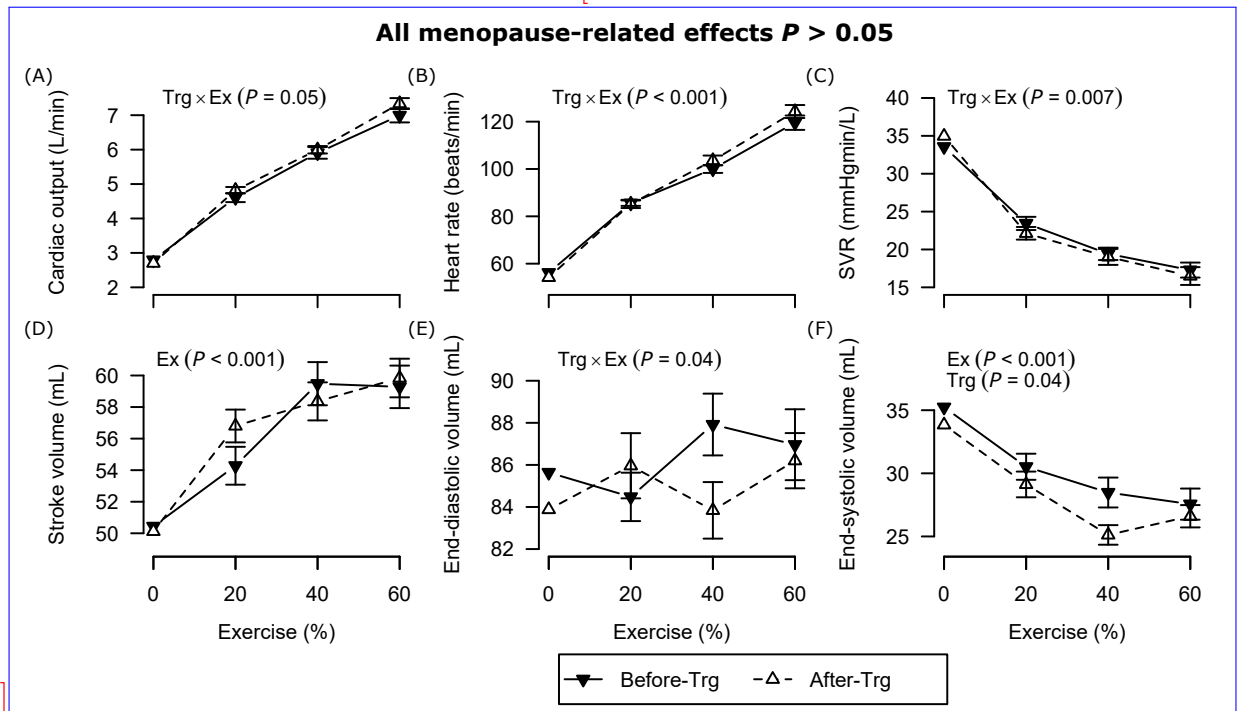 All menopause-related effects P > 0.05
(A)
Trg × Ex (P = 0.05)
Cardiac output (L/min)
7
6
5
4
3
2
(B)
Trg × Ex (P < 0.001)
Heart rate (beats/min)
120
100
80
60
(C)
Trg × Ex (P = 0.007)
SVR (mmHgmin/L)
40
35
30
25
20
15
(D)
Ex (P < 0.001)
Stroke volume (mL)
60
58
56
54
52
50
0 20 40 60
Exercise (%)
(E)
Trg × Ex (P = 0.04)
End-diastolic volume (mL)
90
88
86
84
82
0 20 40 60
(F)
Ex (P < 0.001)
Trg (P = 0.04)
End-systolic volume (mL)
35
30
25
0 20 40 60
Exercise (%)
Before-Trg After-Trg